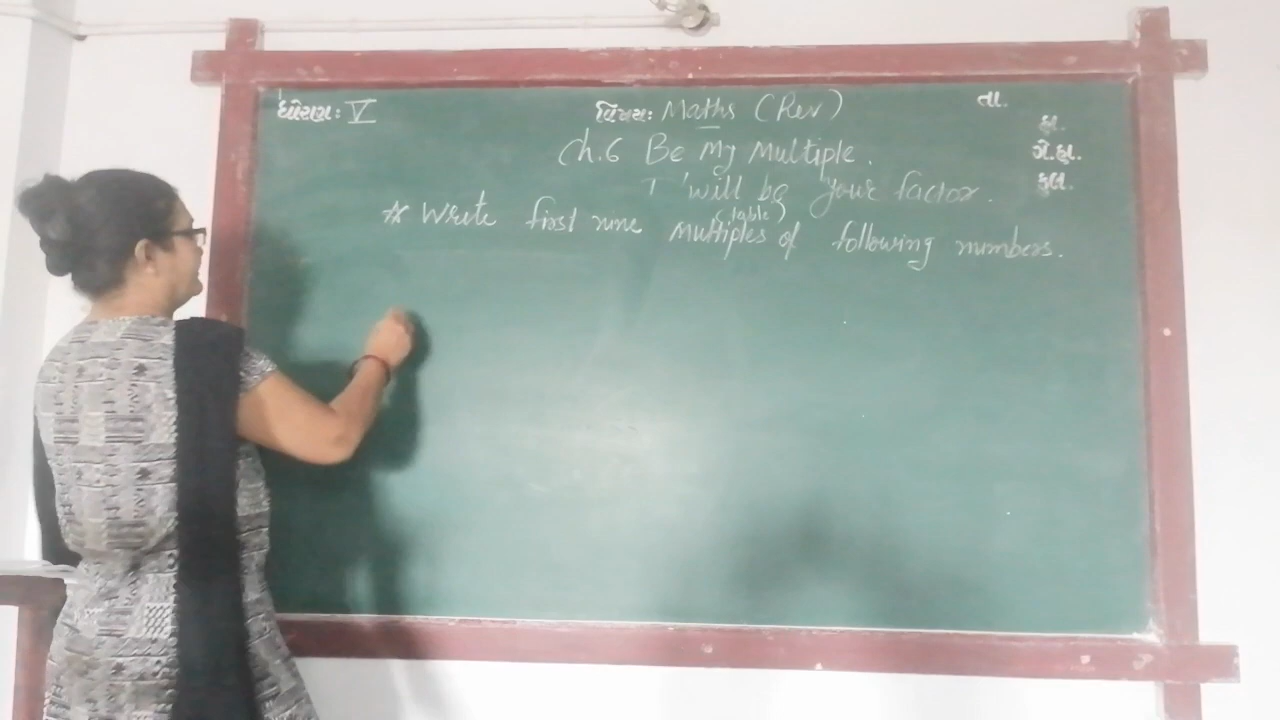 ધોરણ: V વિષય: Maths (Rev) તા.
હા.
Ch.6 Be My Multiple. ગે.હા.
I 'will be your factor. કુલ.
(table)
* Write first nine multiples of following numbers.